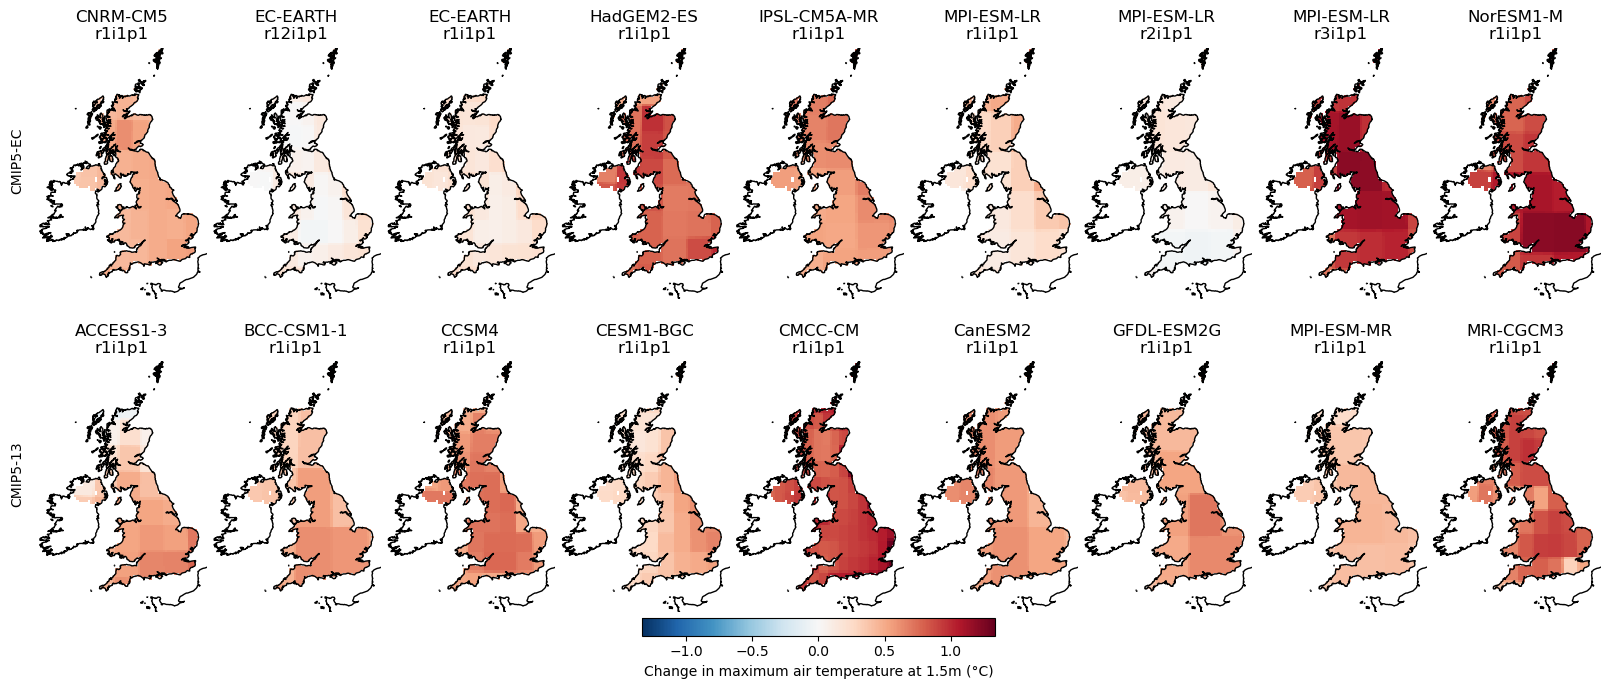 CNRM-CM5
r1i1p1
EC-EARTH
r12i1p1
EC-EARTH
r1i1p1
HadGEM2-ES
r1i1p1
IPSL-CM5A-MR
r1i1p1
MPI-ESM-LR
r1i1p1
MPI-ESM-LR
r2i1p1
MPI-ESM-LR
r3i1p1
NorESM1-M
r1i1p1
CMIP5-EC
ACCESS1-3
r1i1p1
BCC-CSM1-1
r1i1p1
CCSM4
r1i1p1
CESM1-BGC
r1i1p1
CMCC-CM
r1i1p1
CanESM2
r1i1p1
GFDL-ESM2G
r1i1p1
MPI-ESM-MR
r1i1p1
MRI-CGCM3
r1i1p1
CMIP5-13
−1.0 −0.5 0.0 0.5 1.0
Change in maximum air temperature at 1.5m (°C)